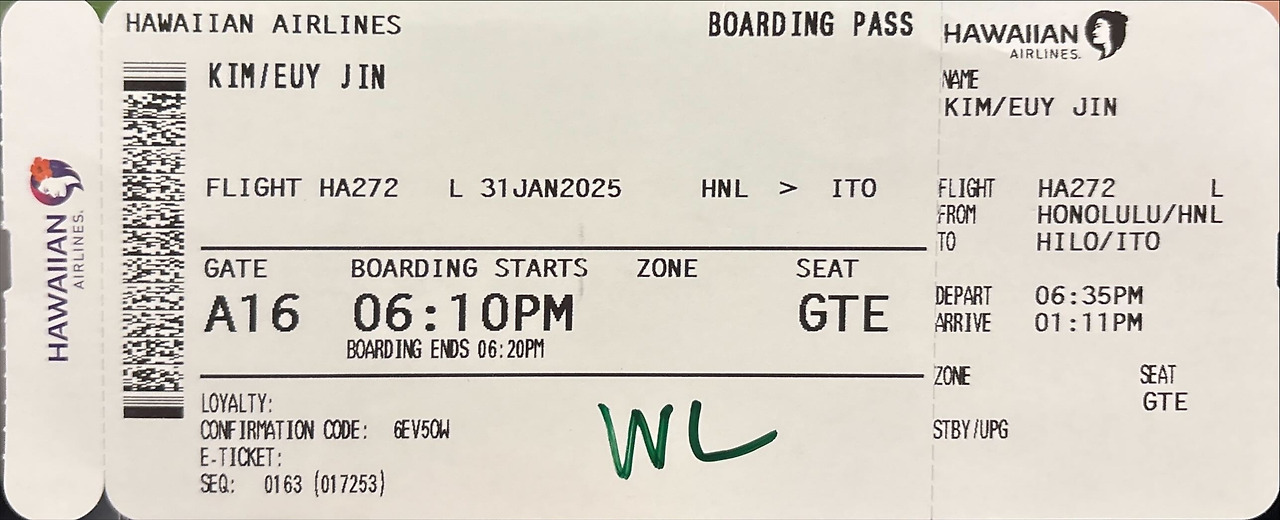 HAWAIIAN AIRLINES
BOARDING PASS
KIM/EUY JIN
FLIGHT HA272 L 31JAN2025 HNL > ITO
GATE BOARDING STARTS ZONE SEAT
A16 06:10PM GTE
BOARDING ENDS 06:20PM
LOYALTY:
CONFIRMATION CODE: 6EV5OW
E-TICKET:
SEQ: 0163 (017253)
WL
HAWAIIAN
AIRLINES.
HAWAIIAN
AIRLINES.
NAME
KIM/EUY JIN
FLIGHT HA272 L
FROM HONOLULU/HNL
TO HILO/ITO
DEPART 06:35PM
ARRIVE 01:11PM
ZONE SEAT
GTE
STBY/UPG